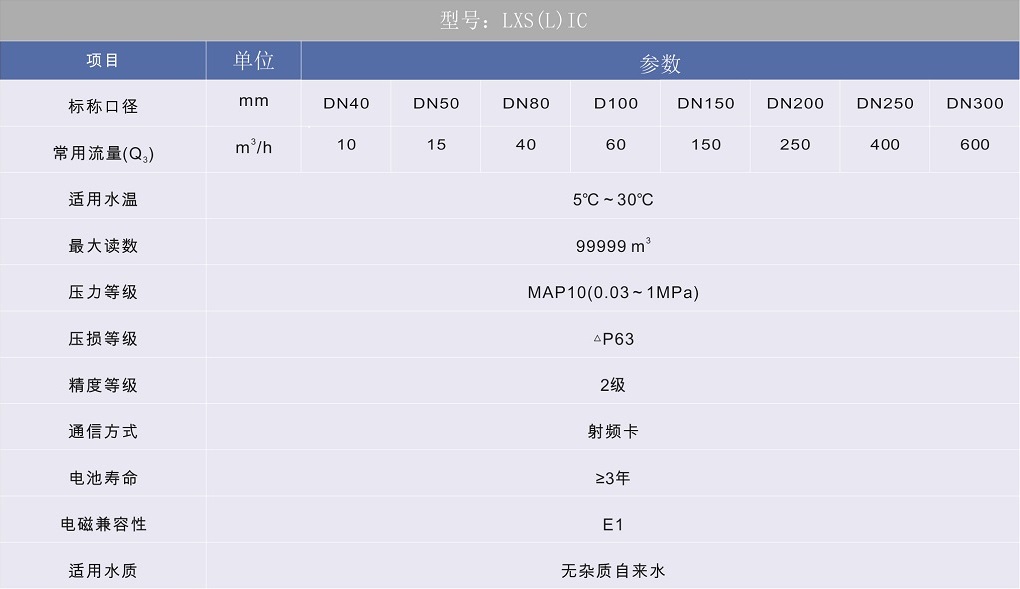 型号：LXS(L)IC
项目 单位 参数
标称口径 mm DN40 DN50 DN80 D100 DN150 DN200 DN250 DN300
常用流量(Q₃) m³/h 10 15 40 60 150 250 400 600
适用水温 5℃～30℃
最大读数 99999 m³
压力等级 MAP10(0.03～1MPa)
压损等级 △P63
精度等级 2级
通信方式 射频卡
电池寿命 ≥3年
电磁兼容性 E1
适用水质 无杂质自来水